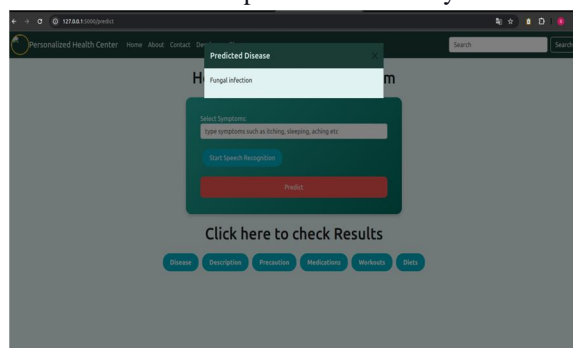 127.0.0.1:5000/predict
Personalized Health Center Home About Contact
Search
Search
Predicted Disease X
Fungal infection
H m
Select Symptoms:
type symptoms such as itching, sleeping, aching etc
Start Speech Recognition
Predict
Click here to check Results
Disease Description Precaution Medications Workouts Diets